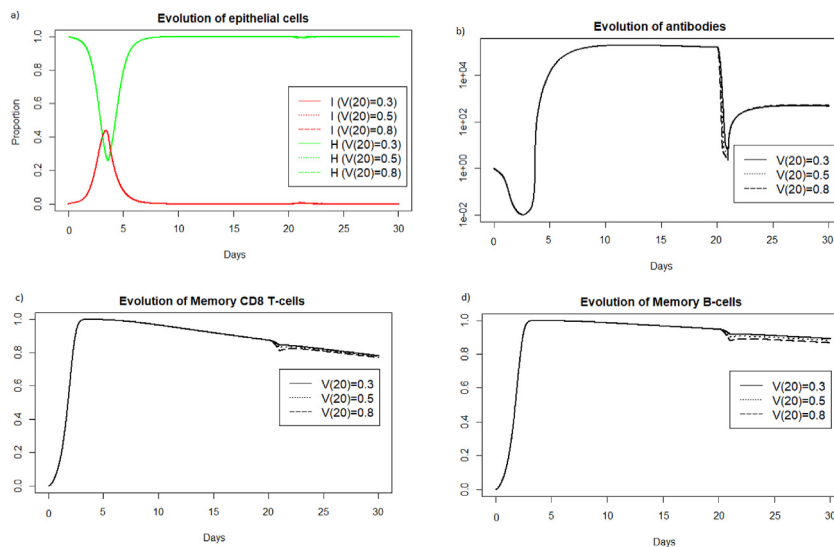 a)
Evolution of epithelial cells
Proportion
1.0
0.8
0.6
0.4
0.2
0.0
I (V(20)=0.3)
I (V(20)=0.5)
I (V(20)=0.8)
H (V(20)=0.3)
H (V(20)=0.5)
H (V(20)=0.8)
0 5 10 15 20 25 30
Days
b)
Evolution of antibodies
1e+04
1e+02
1e+00
1e-02
V(20)=0.3
V(20)=0.5
V(20)=0.8
0 5 10 15 20 25 30
Days
c)
Evolution of Memory CD8 T-cells
1.0
0.8
0.6
0.4
0.2
0.0
V(20)=0.3
V(20)=0.5
V(20)=0.8
0 5 10 15 20 25 30
Days
d)
Evolution of Memory B-cells
1.0
0.8
0.6
0.4
0.2
0.0
V(20)=0.3
V(20)=0.5
V(20)=0.8
0 5 10 15 20 25 30
Days